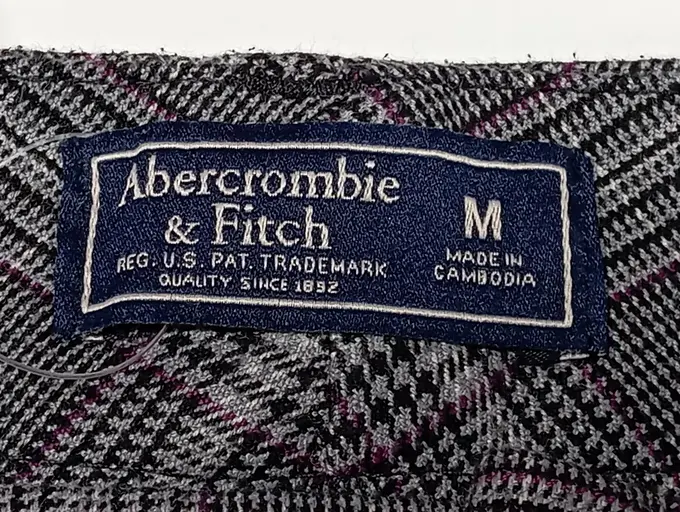 Abercrombie
& Fitch
REG. U.S. PAT. TRADEMARK
QUALITY SINCE 1892
M
MADE IN
CAMBODIA